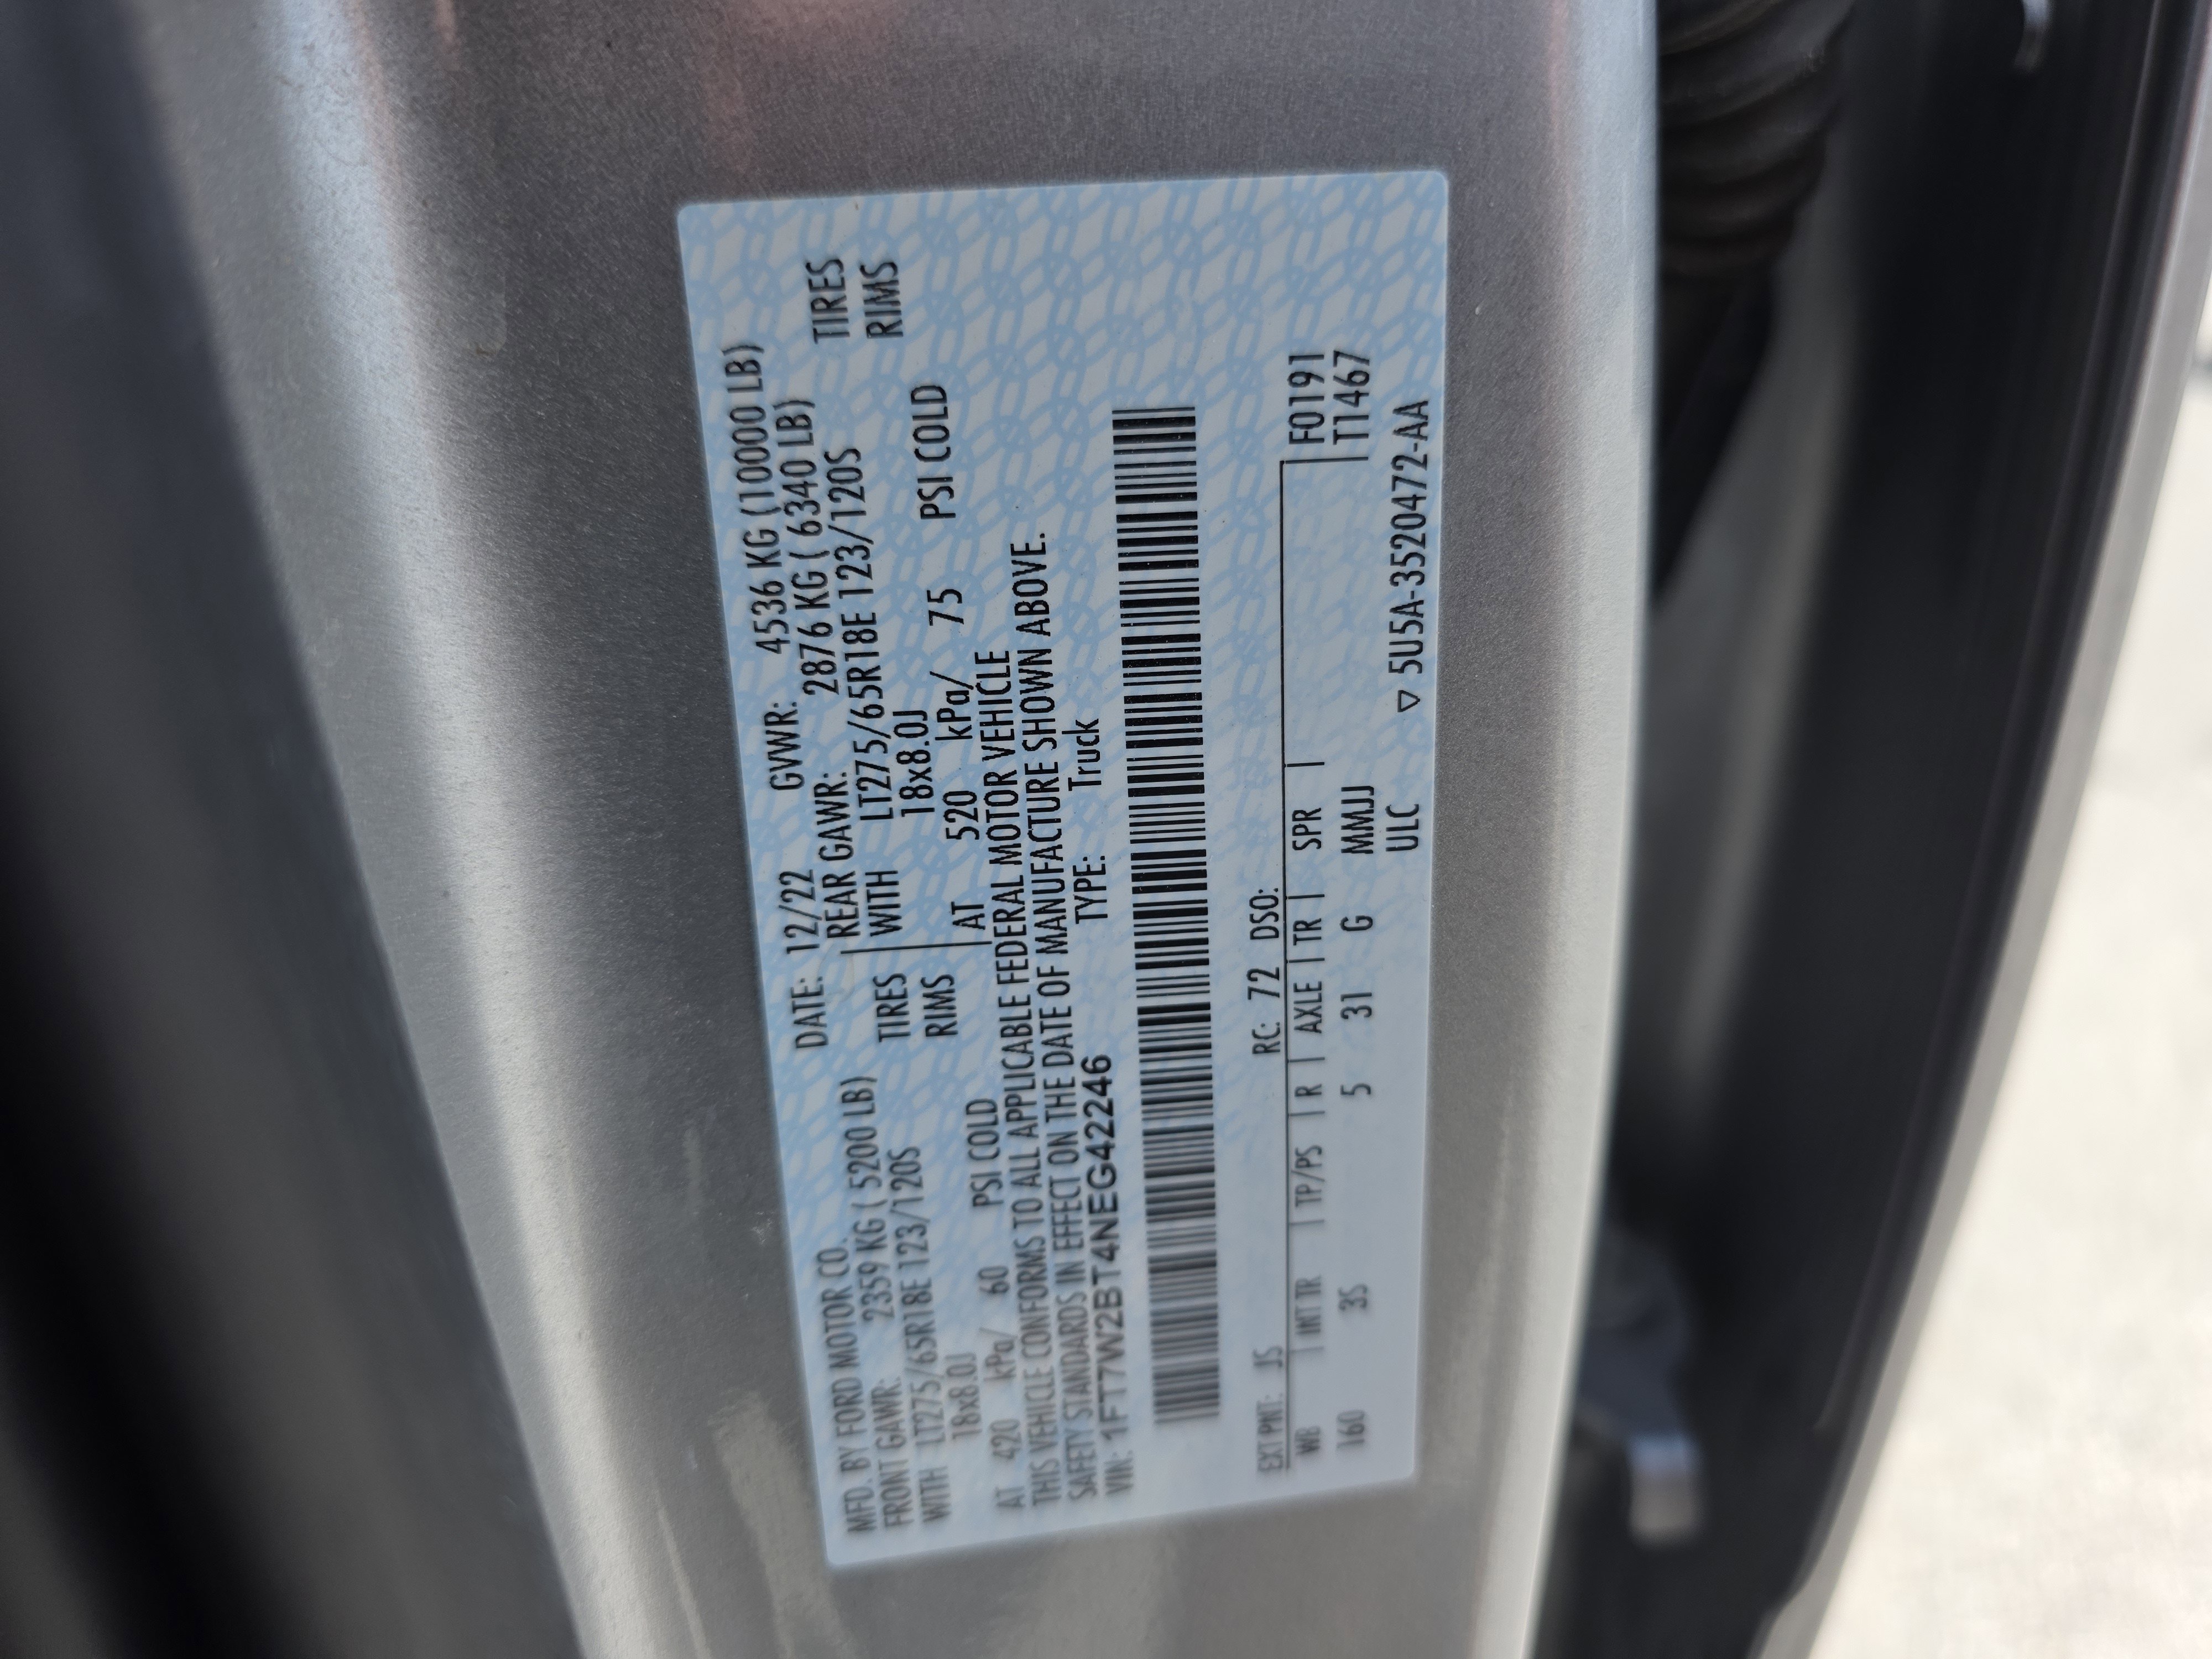 MFD. BY FORD MOTOR CO. DATE: 12/22 GVWR: 4536 KG (10000 LB)
FRONT GAWR: 2359 KG ( 5200 LB) REAR GAWR: 2876 KG ( 6340 LB)
WITH LT275/65R18E 123/120S TIRES WITH LT275/65R18E 123/120S TIRES
18x8.0J RIMS 18x8.0J RIMS
AT 420 kPa/ 60 PSI COLD AT 520 kPa/ 75 PSI COLD
THIS VEHICLE CONFORMS TO ALL APPLICABLE FEDERAL MOTOR VEHICLE
SAFETY STANDARDS IN EFFECT ON THE DATE OF MANUFACTURE SHOWN ABOVE.
VIN: 1FT7W2BT4NEG42246 TYPE: Truck
EXT PNT: JS RC: 72 DSO:
WB | INT TR | TP/PS | R | AXLE | TR | SPR | F0191
160 3S 5 31 G MMJJ T1467
ULC ▽ 5U5A-3520472-AA